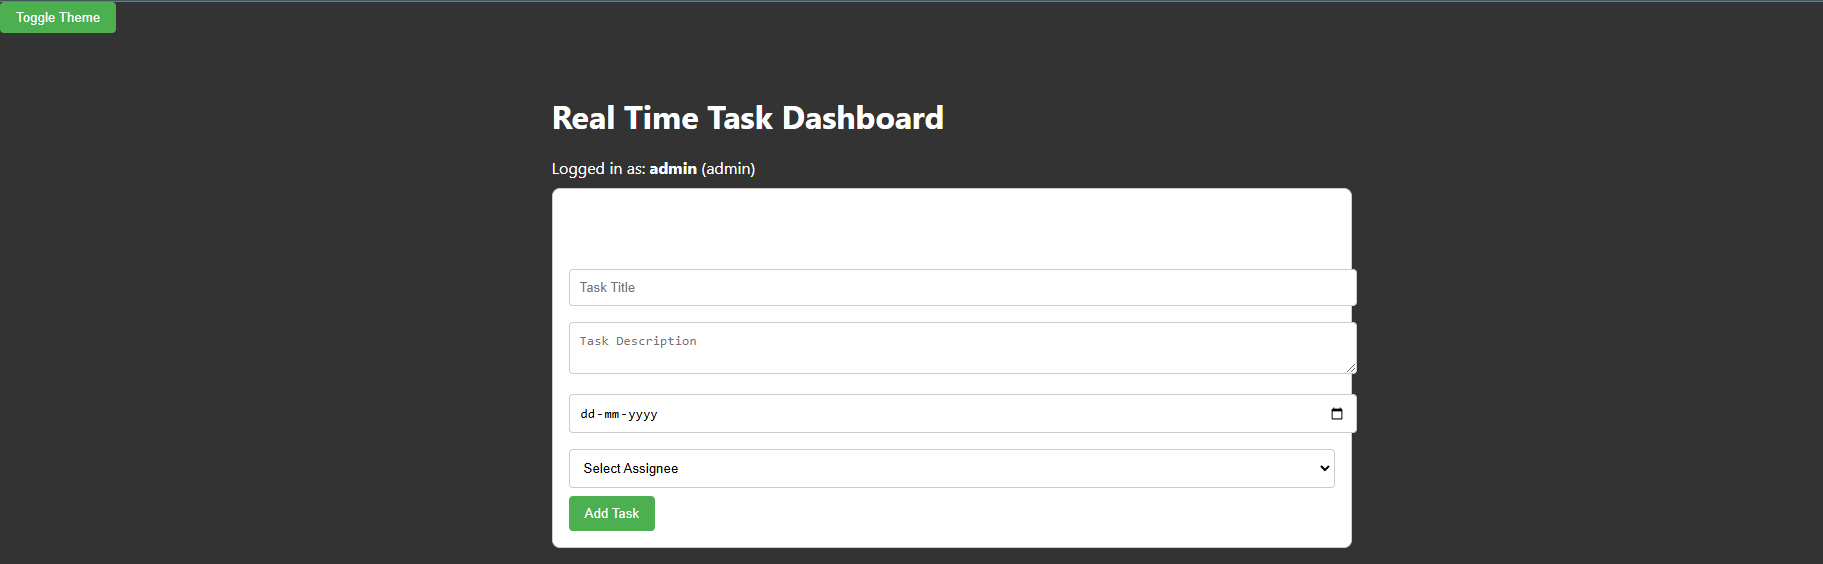 Toggle Theme
Real Time Task Dashboard
Logged in as: admin (admin)
Task Title
Task Description
dd-mm-yyyy
Select Assignee
Add Task